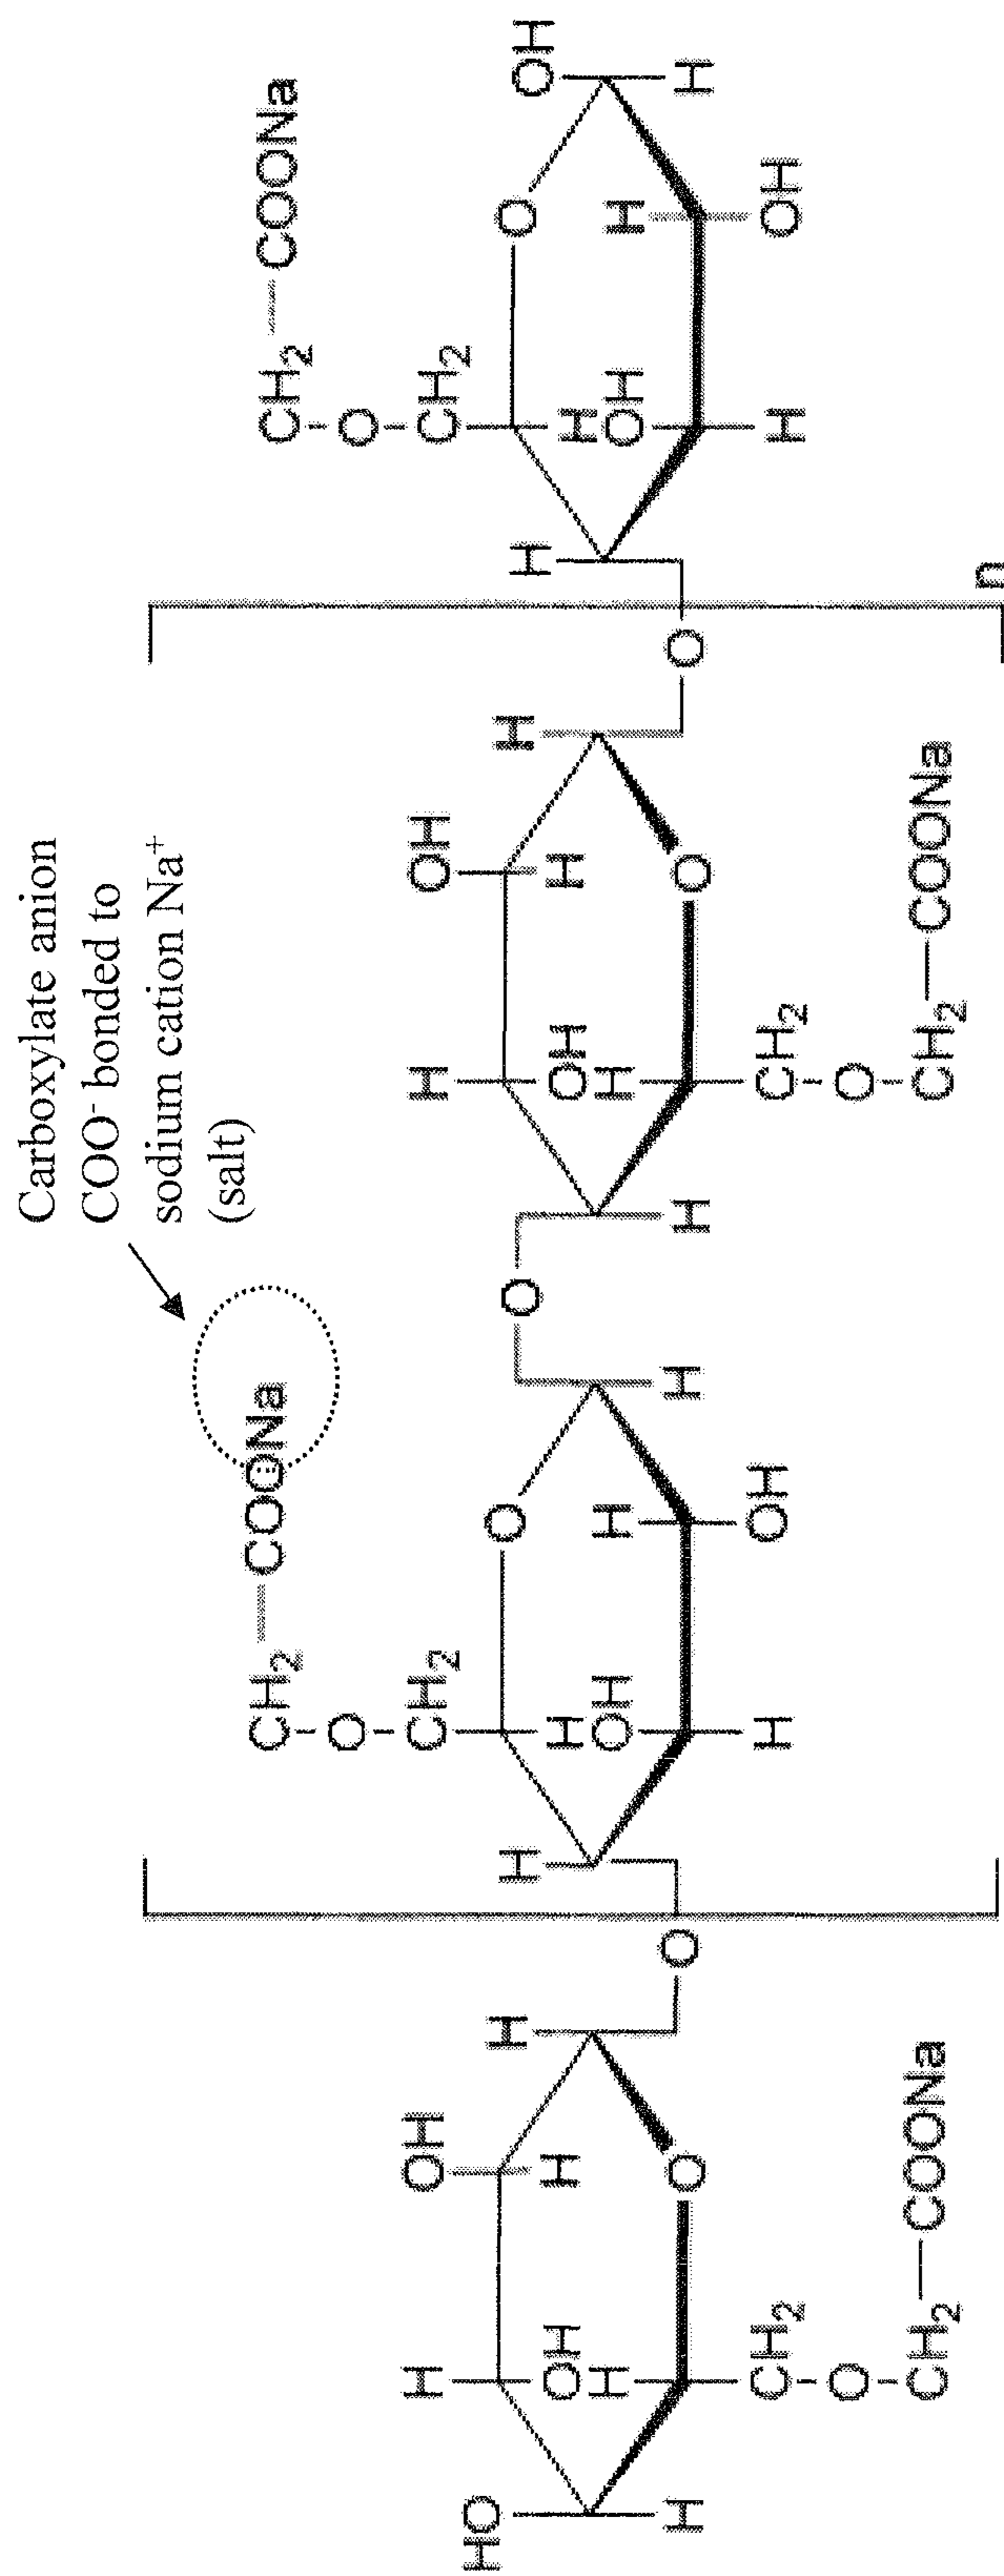 Carboxylate anion
COO⁻ bonded to
sodium cation Na⁺
(salt)
CH₂—COONa CH₂—COONa
O O
H OH CH₂ H OH CH₂
HO H H O O H H O OH
OH H H OH H H
H OH H H OH H
H O O H H O O H
CH₂ H OH CH₂ H OH
O O
CH₂—COONa CH₂—COONa
n